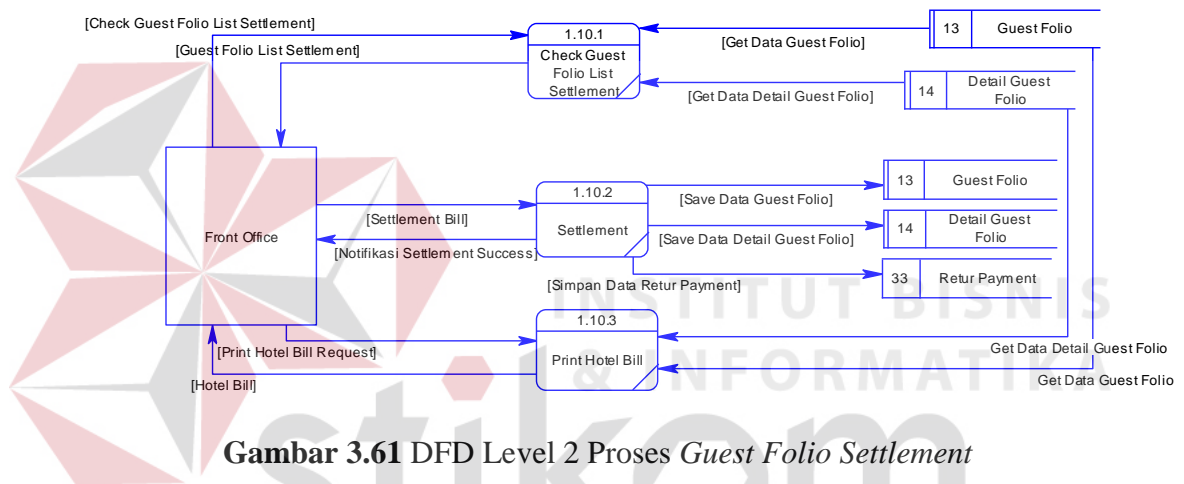 [Check Guest Folio List Settlement]
[Guest Folio List Settlement]
1.10.1
Check Guest
Folio List
Settlement
[Get Data Guest Folio]
13
Guest Folio
[Get Data Detail Guest Folio]
14
Detail Guest
Folio
Front Office
[Settlement Bill]
[Notifikasi Settlement Success]
1.10.2
Settlement
[Save Data Guest Folio]
13
Guest Folio
[Save Data Detail Guest Folio]
14
Detail Guest
Folio
[Simpan Data Retur Payment]
33
Retur Payment
INSTITUT BISNIS
& INFORMATIKA
stikom
[Print Hotel Bill Request]
[Hotel Bill]
1.10.3
Print Hotel Bill
Get Data Detail Guest Folio
Get Data Guest Folio
Gambar 3.61 DFD Level 2 Proses Guest Folio Settlement